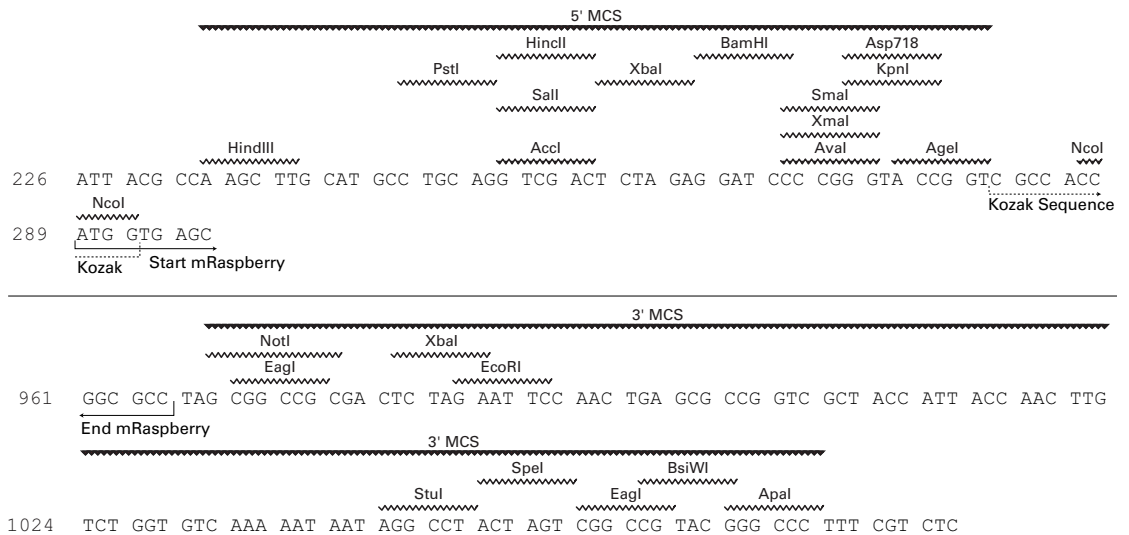 5' MCS
HincII BamHI Asp718
PstI XbaI KpnI
SalI SmaI
XmaI
HindIII AccI AvaI AgeI NcoI
226 ATT ACG CCA AGC TTG CAT GCC TGC AGG TCG ACT CTA GAG GAT CCC CGG GTA CCG GTC GCC ACC
Kozak Sequence
NcoI
289 ATG GTG AGC
Kozak Start mRaspberry
3' MCS
NotI XbaI
EagI EcoRI
961 GGC GCC TAG CGG CCG CGA CTC TAG AAT TCC AAC TGA GCG CCG GTC GCT ACC ATT ACC AAC TTG
End mRaspberry
3' MCS
SpeI BsiWI
StuI EagI ApaI
1024 TCT GGT GTC AAA AAT AAT AGG CCT ACT AGT CGG CCG TAC GGG CCC TTT CGT CTC